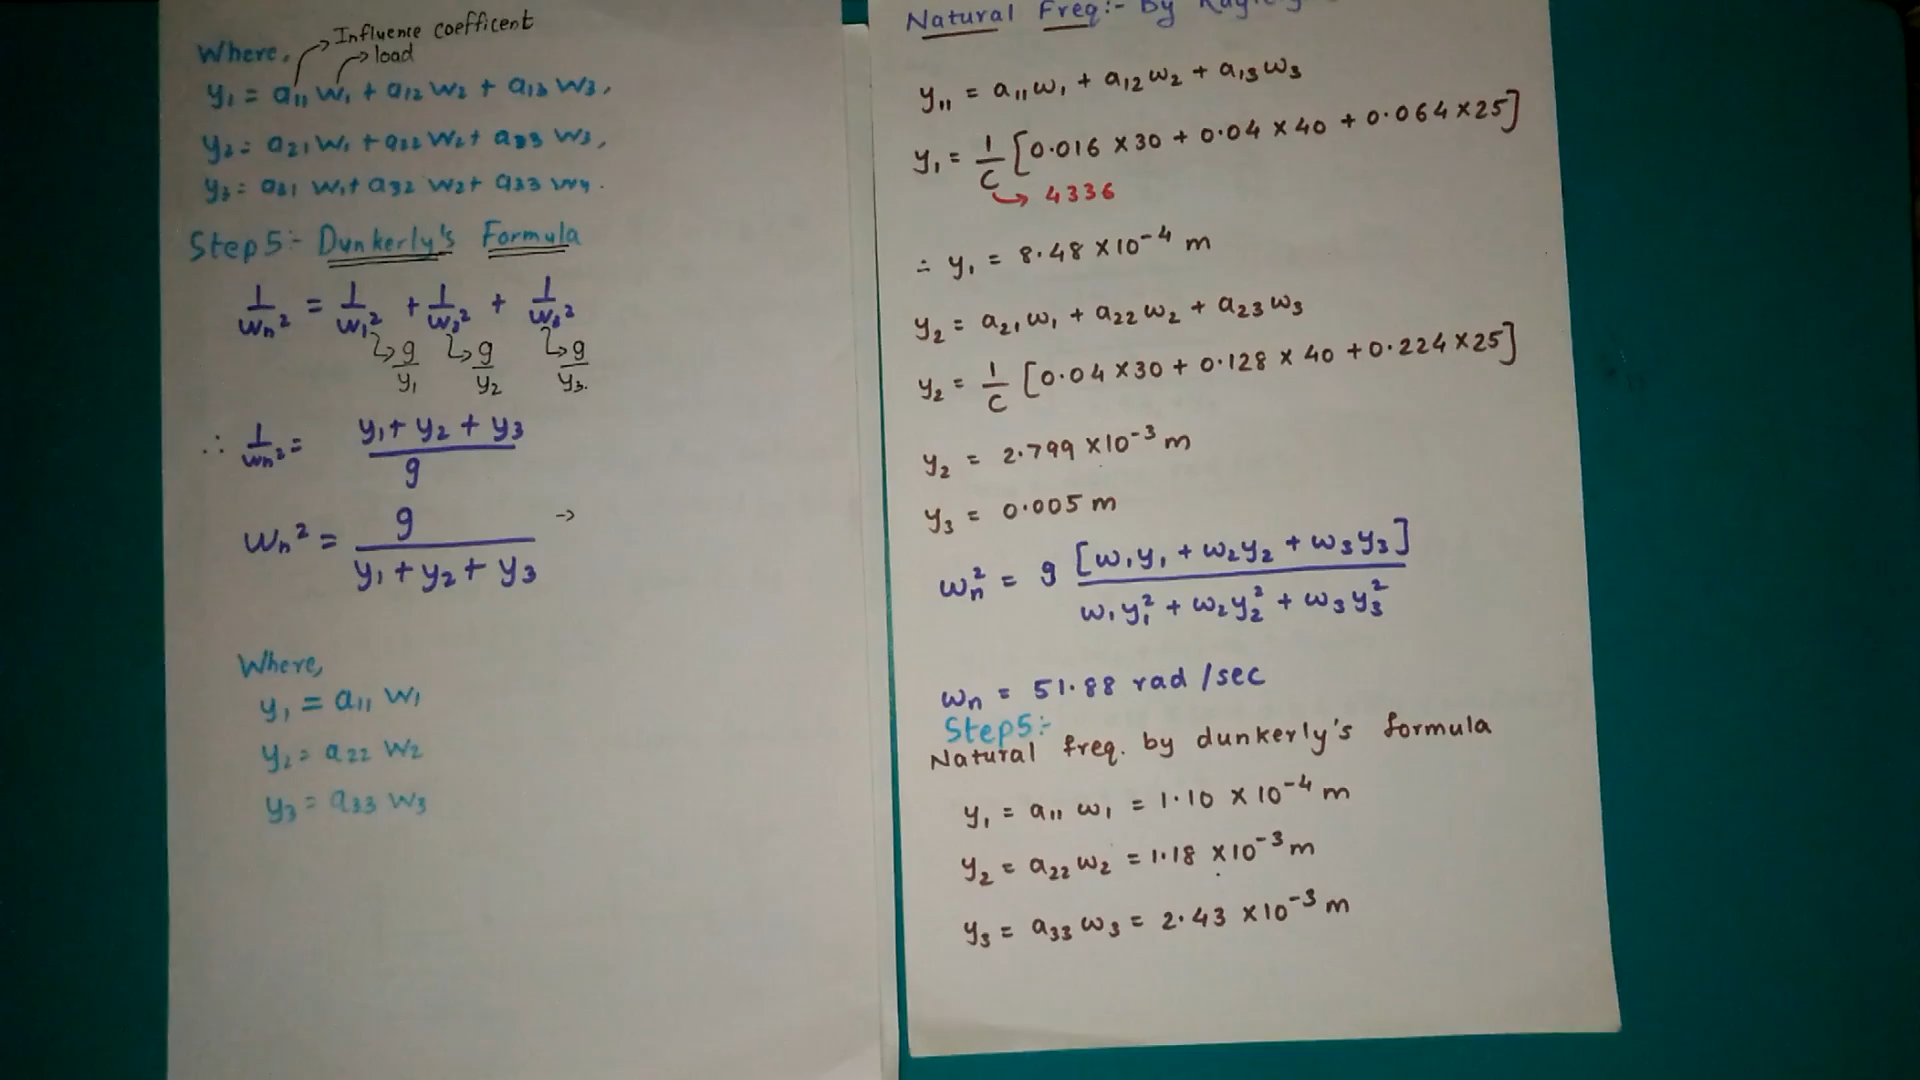 Influence coefficent
Where,
load
y₁ = a₁₁ w₁ + a₁₂ w₂ + a₁₃ w₃,
y₂ = a₂₁ w₁ + a₂₂ w₂ + a₃₃ w₃,
y₃ = a₃₁ w₁ + a₃₂ w₂ + a₃₃ w₄.
Step 5:- Dunkerly's Formula
1/wn² = 1/w₁² + 1/w₂² + 1/w₃²
g/y₁ g/y₂ g/y₃.
∴ 1/wn² = y₁ + y₂ + y₃ / g
wn² = g / y₁ + y₂ + y₃ →
Where,
y₁ = a₁₁ w₁
y₂ = a₂₂ w₂
y₃ = a₃₃ w₃
Natural Freq:- By
y₁₁ = a₁₁ w₁ + a₁₂ w₂ + a₁₃ w₃
y₁ = 1/C [0.016 × 30 + 0.04 × 40 + 0.064 × 25]
4336
∴ y₁ = 8.48 × 10⁻⁴ m
y₂ = a₂₁ w₁ + a₂₂ w₂ + a₂₃ w₃
y₂ = 1/C [0.04 × 30 + 0.128 × 40 + 0.224 × 25]
y₂ = 2.799 × 10⁻³ m
y₃ = 0.005 m
wn² = g [w₁y₁ + w₂y₂ + w₃y₃] / w₁y₁² + w₂y₂² + w₃y₃²
wn = 51.88 rad/sec
Step5:-
Natural freq. by dunkerly's formula
y₁ = a₁₁ w₁ = 1.10 × 10⁻⁴ m
y₂ = a₂₂ w₂ = 1.18 × 10⁻³ m
y₃ = a₃₃ w₃ = 2.43 × 10⁻³ m